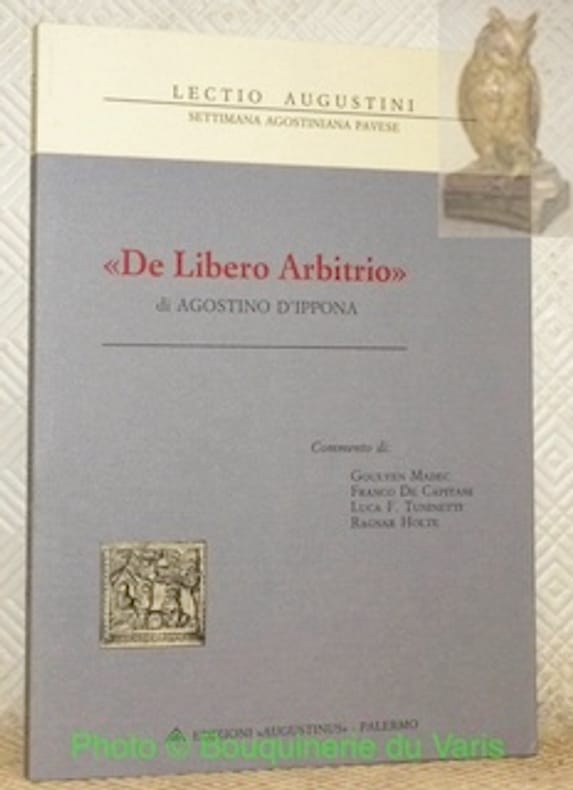 LECTIO AUGUSTINI
SETTIMANA AGOSTINIANA PAVESE
«De Libero Arbitrio»
di AGOSTINO D'IPPONA
Commento di:
GOULVEN MADEC
FRANCO DE CAPITANI
LUCA F. TUNINETTI
RAGNAR HOLTE
EDIZIONI «AUGUSTINUS» - PALERMO
Photo © Bouquinerie du Varis